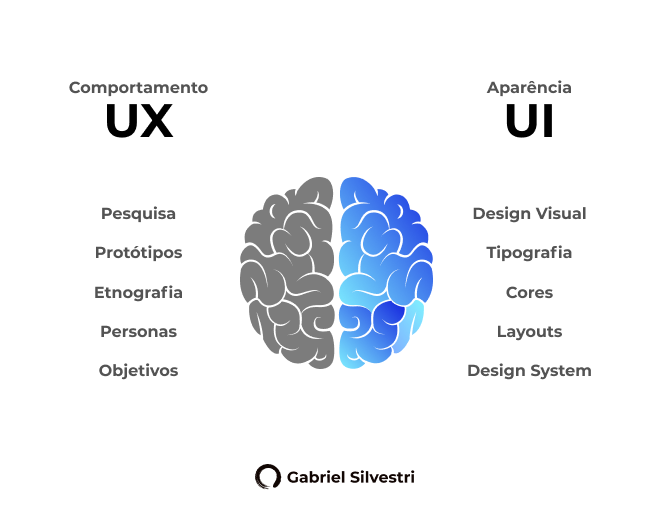 Comportamento
UX
Pesquisa
Protótipos
Etnografia
Personas
Objetivos
Aparência
UI
Design Visual
Tipografia
Cores
Layouts
Design System
Gabriel Silvestri